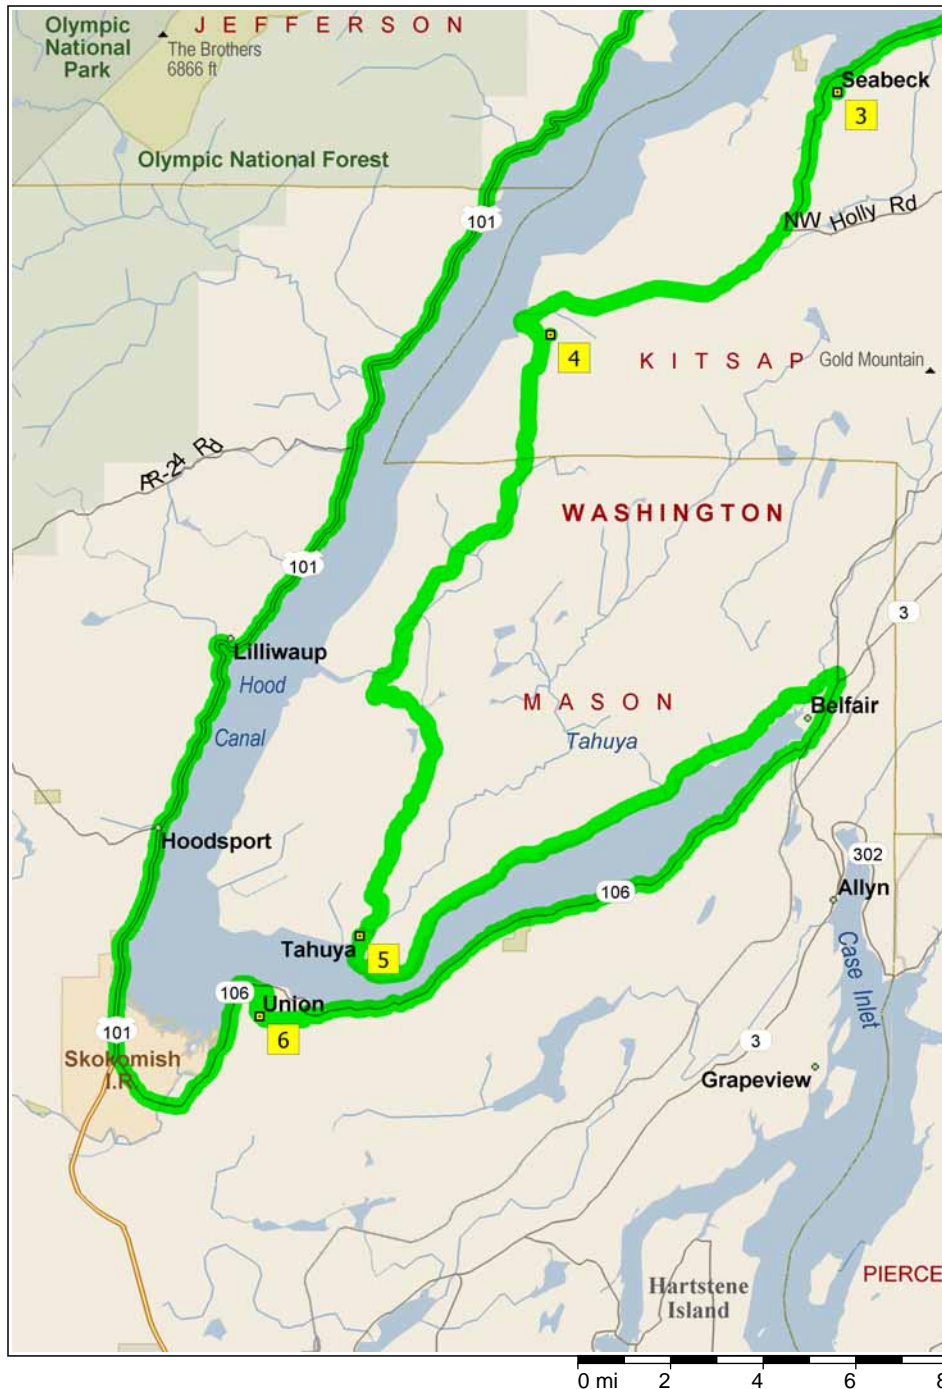 Olympic
National
Park
JEFFERSON
The Brothers
6866 ft
Seabeck
3
Olympic National Forest
101
NW Holly Rd
4
KITSAP
Gold Mountain
AR-24 Rd
WASHINGTON
101
3
Lilliwaup
Hood
Canal
MASON
Belfair
Tahuya
Hoodsport
302
106
Allyn
Tahuya
5
Case Inlet
106
Union
101
6
3
Skokomish
I.R.
Grapeview
PIERCE
Hartstene
Island
0 mi 2 4 6 8